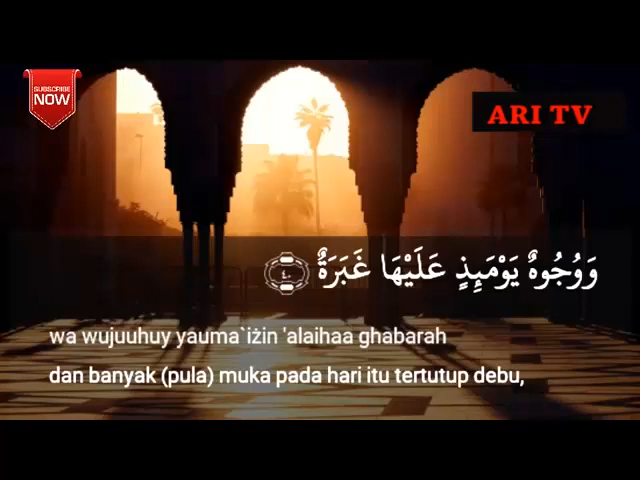 SUBSCRIBE
NOW
ARI TV
وَوُجُوهٌ يَوْمَئِذٍ عَلَيْهَا غَبَرَةٌ ٤٠
wa wujuuhuy yauma`iżin 'alaihaa ghabarah
dan banyak (pula) muka pada hari itu tertutup debu,